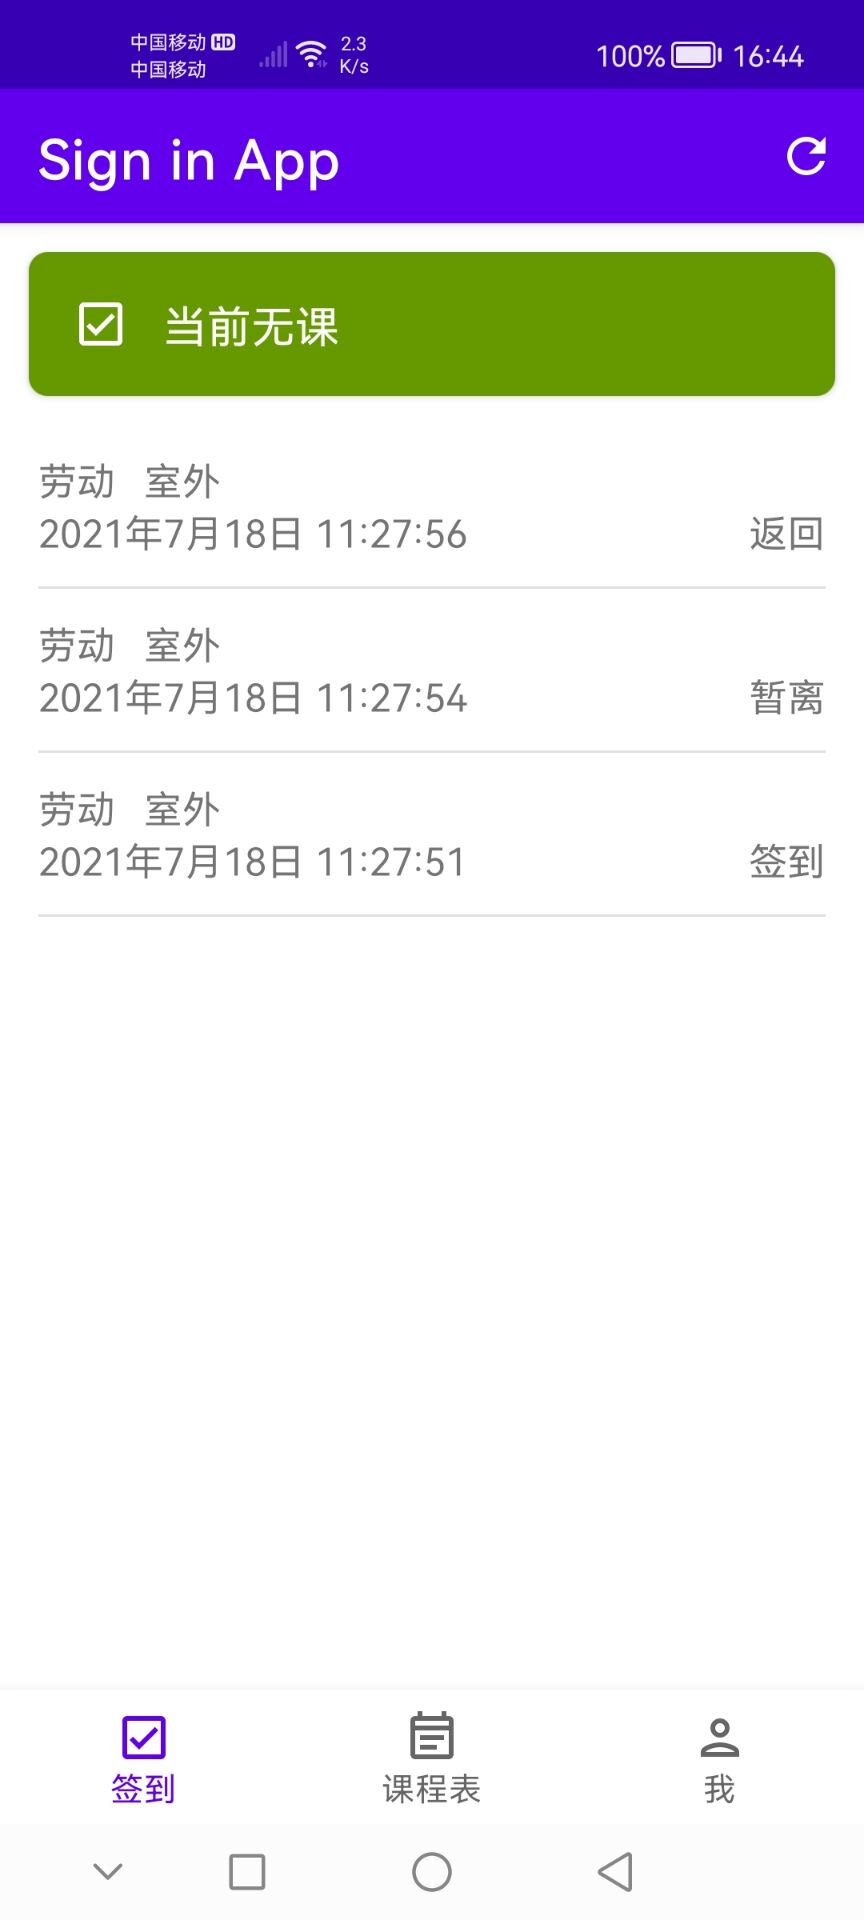 中国移动 HD
中国移动
2.3
K/s
100% 16:44
Sign in App
当前无课
劳动 室外
2021年7月18日 11:27:56 返回
劳动 室外
2021年7月18日 11:27:54 暂离
劳动 室外
2021年7月18日 11:27:51 签到
签到 课程表 我